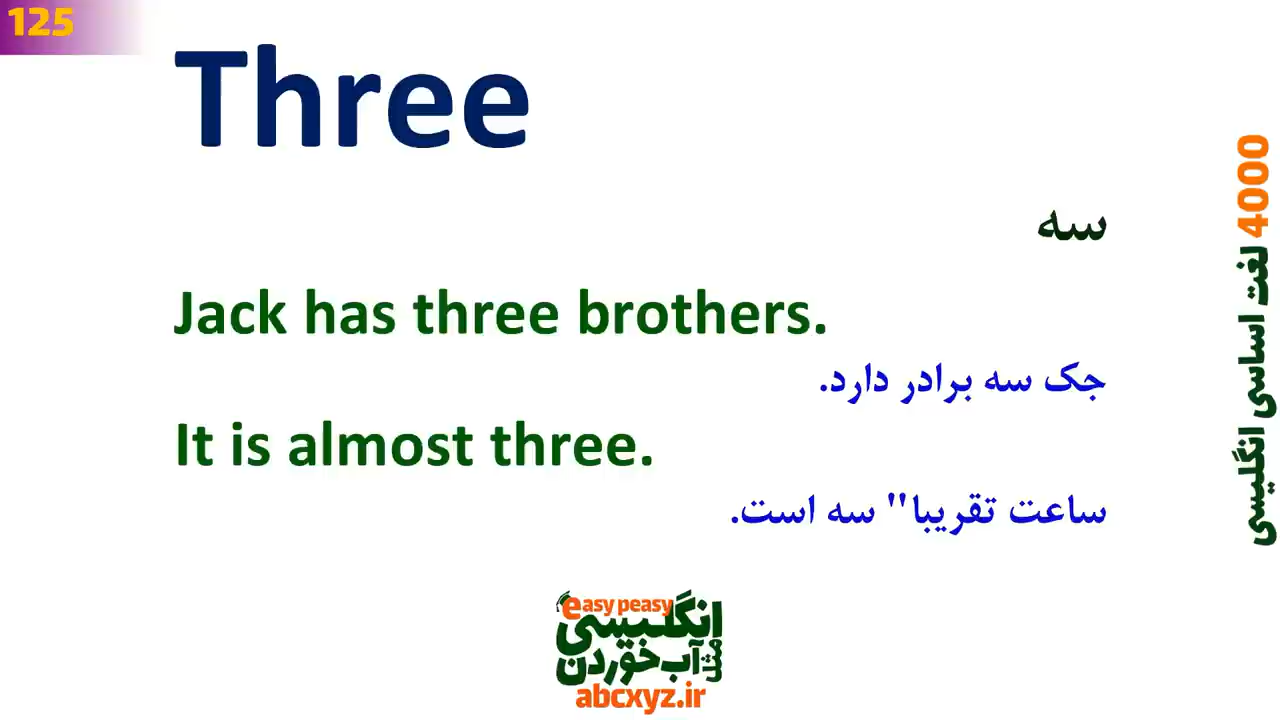 125
Three
سه
Jack has three brothers.
جک سه برادر دارد.
It is almost three.
ساعت تقریبا" سه است.
4000 لغت اساسی انگلیسی
easy peasy
انگلیسی
مثل آب خوردن
abcxyz.ir